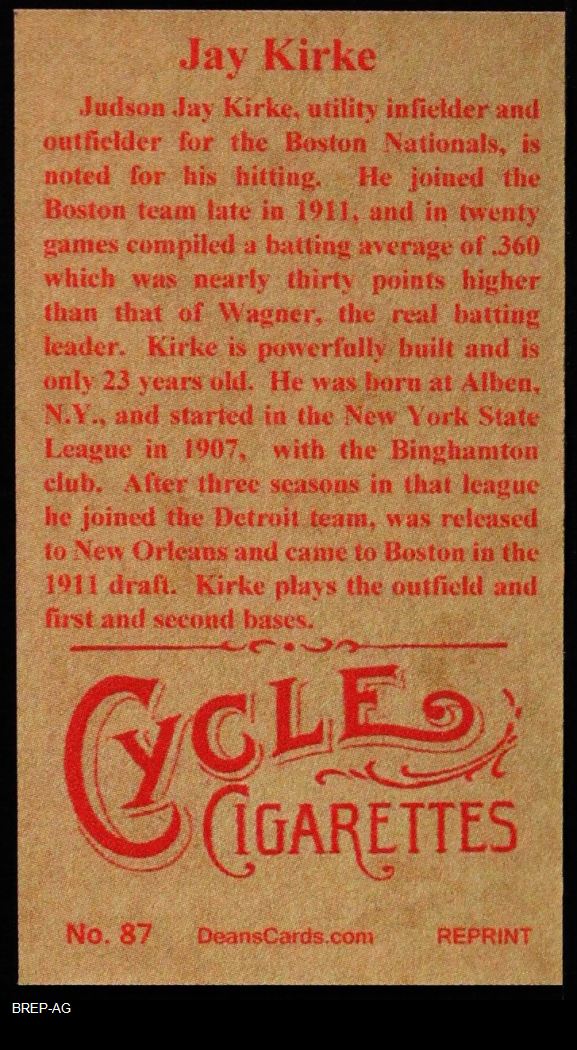 Jay Kirke
Judson Jay Kirke, utility infielder and
outfielder for the Boston Nationals, is
noted for his hitting. He joined the
Boston team late in 1911, and in twenty
games compiled a batting average of .360
which was nearly thirty points higher
than that of Wagner, the real batting
leader. Kirke is powerfully built and is
only 23 years old. He was born at Alben,
N.Y., and started in the New York State
League in 1907, with the Binghamton
club. After three seasons in that league
he joined the Detroit team, was released
to New Orleans and came to Boston in the
1911 draft. Kirke plays the outfield and
first and second bases.
CYCLE
CIGARETTES
No. 87 DeansCards.com REPRINT
BREP-AG